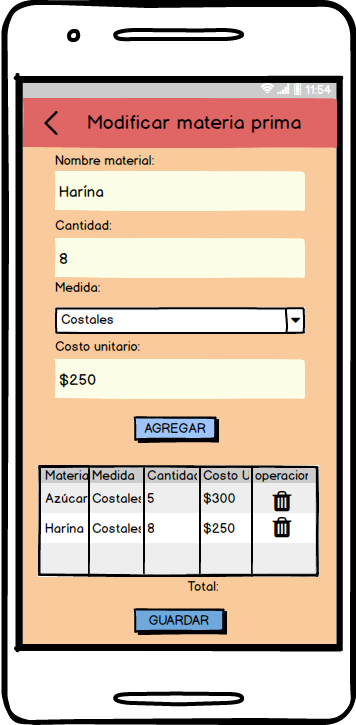 11:54
Modificar materia prima
Nombre material:
Harína
Cantidad:
8
Medida:
Costales
Costo unitario:
$250
AGREGAR
Materia Medida Cantidad Costo U operacion
Azúcar Costales 5 $300
Harína Costales 8 $250
Total:
GUARDAR